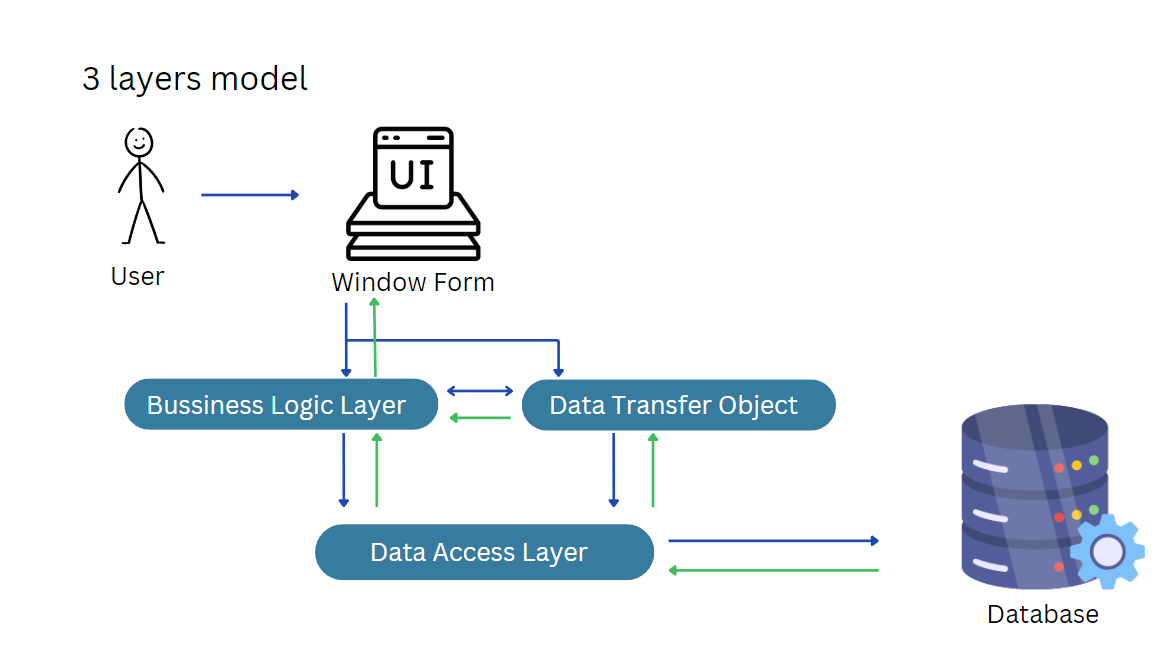 3 layers model
UI
User
Window Form
Bussiness Logic Layer
Data Transfer Object
Data Access Layer
Database